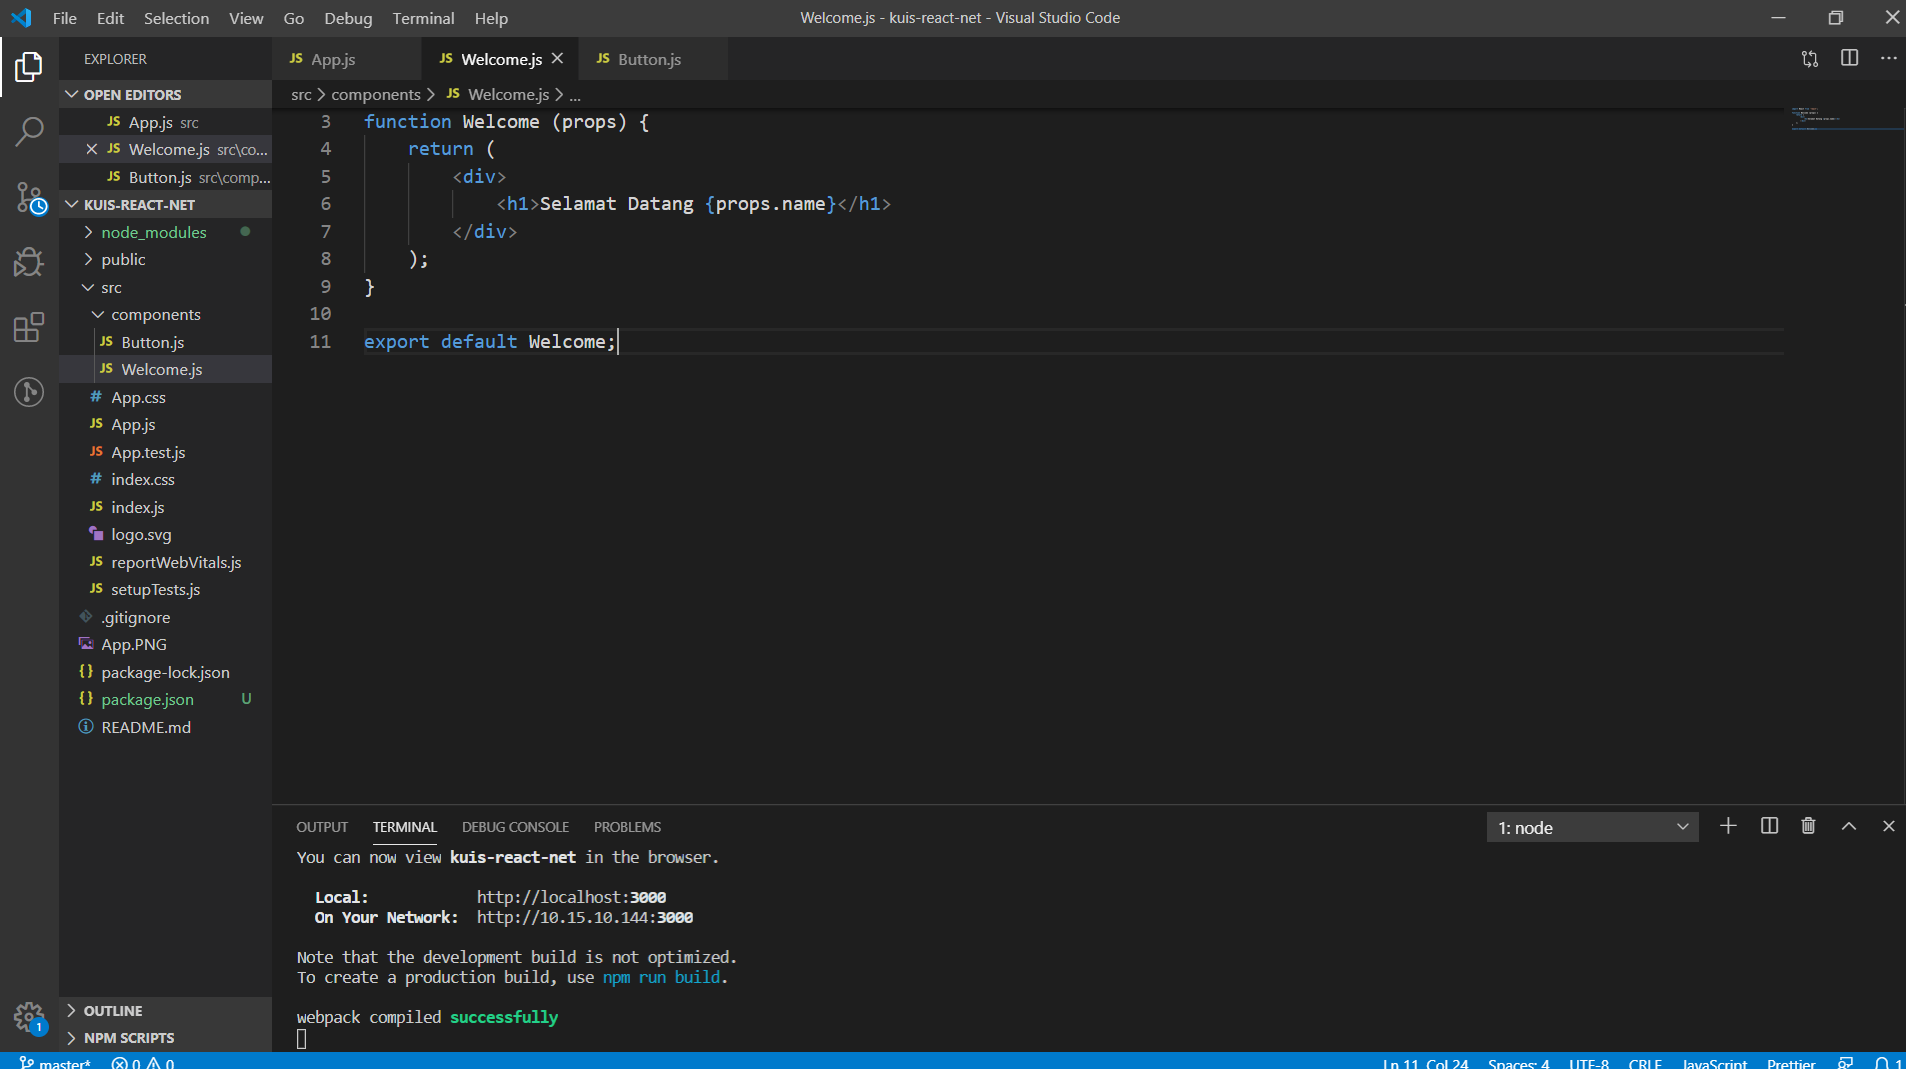 File Edit Selection View Go Debug Terminal Help
Welcome.js - kuis-react-net - Visual Studio Code
EXPLORER
OPEN EDITORS
JS App.js src
JS Welcome.js src\co...
JS Button.js src\comp...
KUIS-REACT-NET
node_modules
public
src
components
JS Button.js
JS Welcome.js
# App.css
JS App.js
JS App.test.js
# index.css
JS index.js
logo.svg
JS reportWebVitals.js
JS setupTests.js
.gitignore
App.PNG
{} package-lock.json
{} package.json U
README.md
OUTLINE
NPM SCRIPTS
JS App.js JS Welcome.js JS Button.js
src > components > JS Welcome.js > ...
3 function Welcome (props) {
4 return (
5 <div>
6 <h1>Selamat Datang {props.name}</h1>
7 </div>
8 );
9 }
10
11 export default Welcome;
OUTPUT TERMINAL DEBUG CONSOLE PROBLEMS
1: node
You can now view kuis-react-net in the browser.
Local: http://localhost:3000
On Your Network: http://10.15.10.144:3000
Note that the development build is not optimized.
To create a production build, use npm run build.
webpack compiled successfully
1
master* 0 0
Ln 11, Col 24 Spaces: 4 UTF-8 CRLF JavaScript Prettier 1